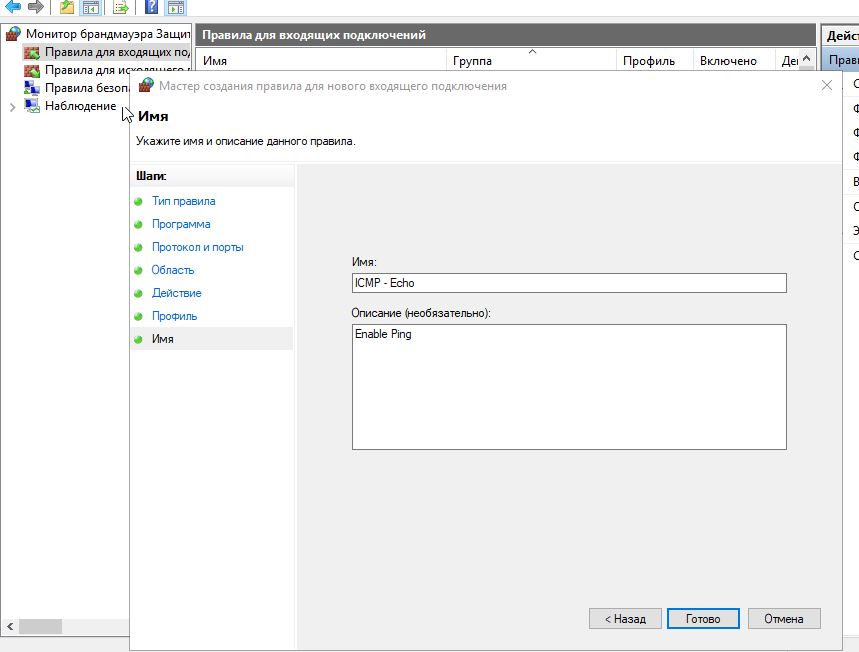 Монитор брандмауэра Защит
Правила для входящих по
Правила для исходящего
Правила безопа
Наблюдение
Правила для входящих подключений
Имя Группа Профиль Включено Де
Дейст
Прав
Мастер создания правила для нового входящего подключения
Имя
Укажите имя и описание данного правила.
Шаги:
Тип правила
Программа
Протокол и порты
Область
Действие
Профиль
Имя
Имя:
ICMP - Echo
Описание (необязательно):
Enable Ping
< Назад Готово Отмена